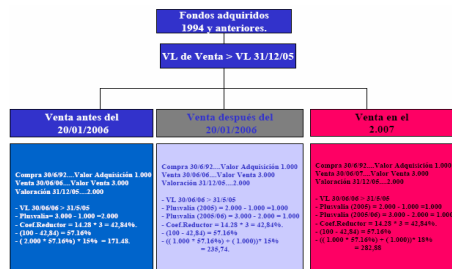 Fondos adquiridos
1994 y anteriores.
VL de Venta > VL 31/12/05
Venta antes del
20/01/2006
Compra 30/6/92....Valor Adquisición 1.000
Venta 30/06/06....Valor Venta 3.000
Valoración 31/12/05....2.000
- VL 30/06/06 > 31/5/05
- Plusvalía= 3.000 - 1.000 =2.000
- Coef.Reductor = 14.28 * 3 = 42,84%.
- (100 - 42,84) = 57.16%
- ( 2.000 * 57.16%) * 15% = 171.48.
Venta después del
20/01/2006
Compra 30/6/92....Valor Adquisición 1.000
Venta 30/06/06....Valor Venta 3.000
Valoración 31/12/05....2.000
- VL 30/06/06 > 31/5/05
- Plusvalía (2005) = 2.000 - 1.000 =1.000
- Plusvalía (2005/06) = 3.000 - 2.000 = 1.000
- Coef.Reductor = 14.28 * 3 = 42,84%.
- (100 - 42,84) = 57.16%
- (( 1.000 * 57.16%) + ( 1.000))* 15%
= 235,74.
Venta en el
2.007
Compra 30/6/92....Valor Adquisición 1.000
Venta 30/06/07....Valor Venta 3.000
Valoración 31/12/05....2.000
- VL 30/06/06 > 31/5/05
- Plusvalía (2005) = 2.000 - 1.000 =1.000
- Plusvalía (2005/06) = 3.000 - 2.000 = 1.000
- Coef.Reductor = 14.28 * 3 = 42,84%.
- (100 - 42,84) = 57.16%
- (( 1.000 * 57.16%) + ( 1.000))* 18%
= 282,88